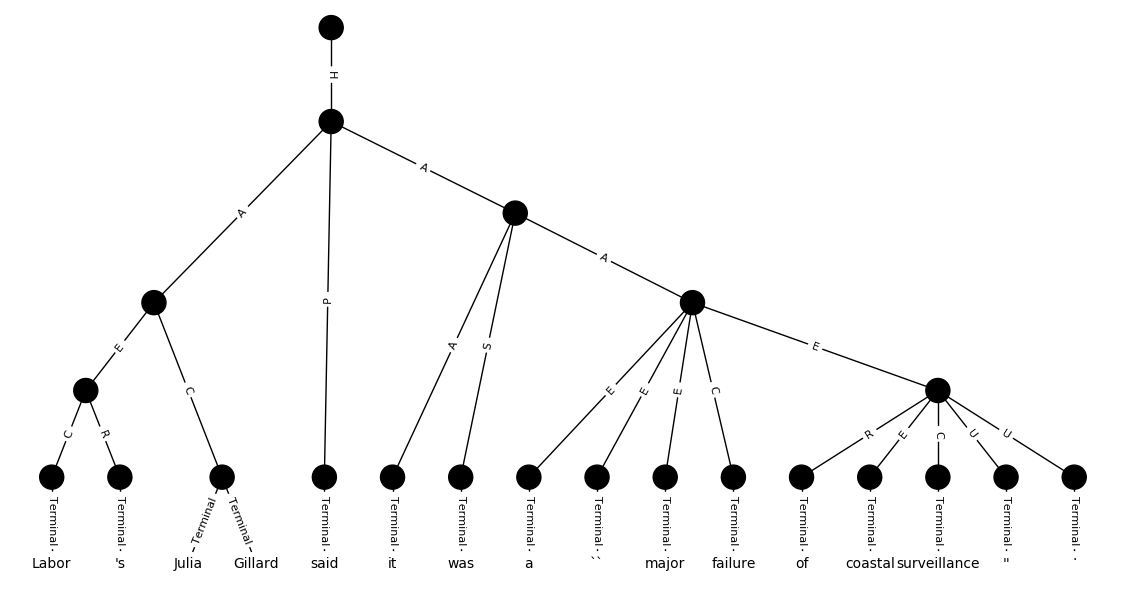 H
A
A
P
A
E
C
A
S
E
E
E
C
E
C
R
R
E
C
U
U
Terminal Terminal Terminal Terminal Terminal Terminal Terminal Terminal Terminal Terminal Terminal Terminal Terminal Terminal Terminal Terminal
Labor 's Julia Gillard said it was a `` major failure of coastal surveillance " .